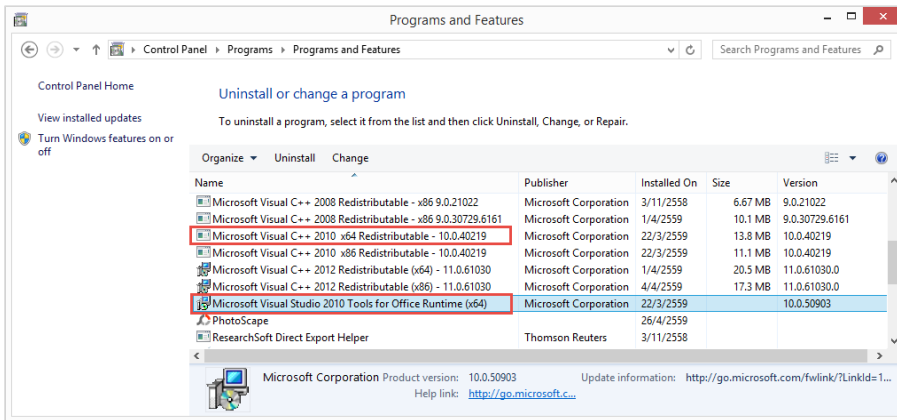 Programs and Features
Control Panel Programs Programs and Features Search Programs and Features
Control Panel Home
View installed updates
Turn Windows features on or
off
Uninstall or change a program
To uninstall a program, select it from the list and then click Uninstall, Change, or Repair.
Organize Uninstall Change
Name Publisher Installed On Size Version
Microsoft Visual C++ 2008 Redistributable - x86 9.0.21022 Microsoft Corporation 3/11/2558 6.67 MB 9.0.21022
Microsoft Visual C++ 2008 Redistributable - x86 9.0.30729.6161 Microsoft Corporation 1/4/2559 10.1 MB 9.0.30729.6161
Microsoft Visual C++ 2010 x64 Redistributable - 10.0.40219 Microsoft Corporation 22/3/2559 13.8 MB 10.0.40219
Microsoft Visual C++ 2010 x86 Redistributable - 10.0.40219 Microsoft Corporation 22/3/2559 11.1 MB 10.0.40219
Microsoft Visual C++ 2012 Redistributable (x64) - 11.0.61030 Microsoft Corporation 1/4/2559 20.5 MB 11.0.61030.0
Microsoft Visual C++ 2012 Redistributable (x86) - 11.0.61030 Microsoft Corporation 4/4/2559 17.3 MB 11.0.61030.0
Microsoft Visual Studio 2010 Tools for Office Runtime (x64) Microsoft Corporation 22/3/2559 10.0.50903
PhotoScape 26/4/2559
ResearchSoft Direct Export Helper Thomson Reuters 3/11/2558
Microsoft Corporation Product version: 10.0.50903 Update information: http://go.microsoft.com/fwlink/?LinkId=1...
Help link: http://go.microsoft.c...